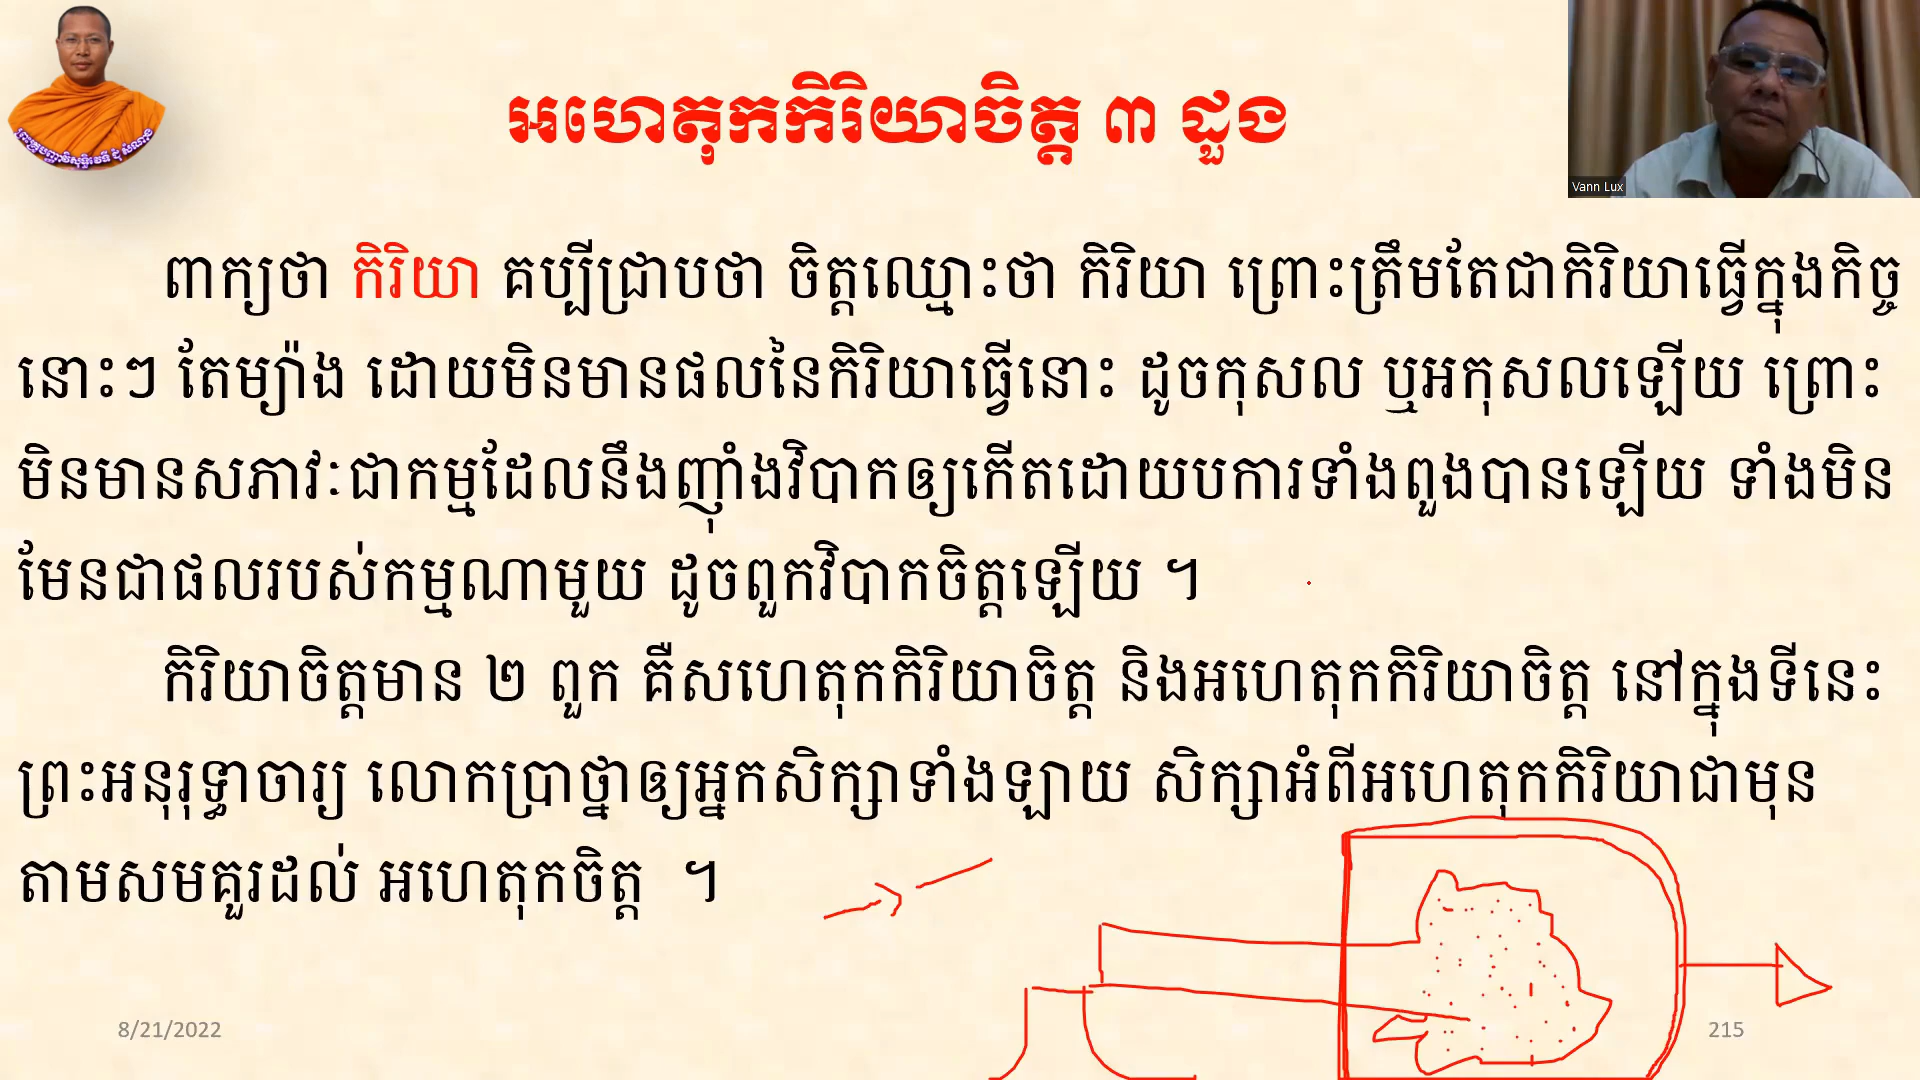 អហេតុកកិរិយាចិត្ត ៣ ដួង
Vann Lux
ពាក្យថា កិរិយា គប្បីជ្រាបថា ចិត្តឈ្មោះថា កិរិយា ព្រោះត្រឹមតែជាកិរិយាធ្វើក្នុងកិច្ច
នោះៗ តែម្យ៉ាង ដោយមិនមានផលនៃកិរិយាធ្វើនោះ ដូចកុសល ឬអកុសលឡើយ ព្រោះ
មិនមានសភាវៈជាកម្មដែលនឹងញ៉ាំងវិបាកឲ្យកើតដោយបការទាំងពួងបានឡើយ ទាំងមិន
មែនជាផលរបស់កម្មណាមួយ ដូចពួកវិបាកចិត្តឡើយ ។
កិរិយាចិត្តមាន ២ ពួក គឺសហេតុកកិរិយាចិត្ត និងអហេតុកកិរិយាចិត្ត នៅក្នុងទីនេះ
ព្រះអនុរុទ្ធាចារ្យ លោកប្រាថ្នាឲ្យអ្នកសិក្សាទាំងឡាយ សិក្សាអំពីអហេតុកកិរិយាជាមុន
តាមសមគួរដល់ អហេតុកចិត្ត ។
8/21/2022
215